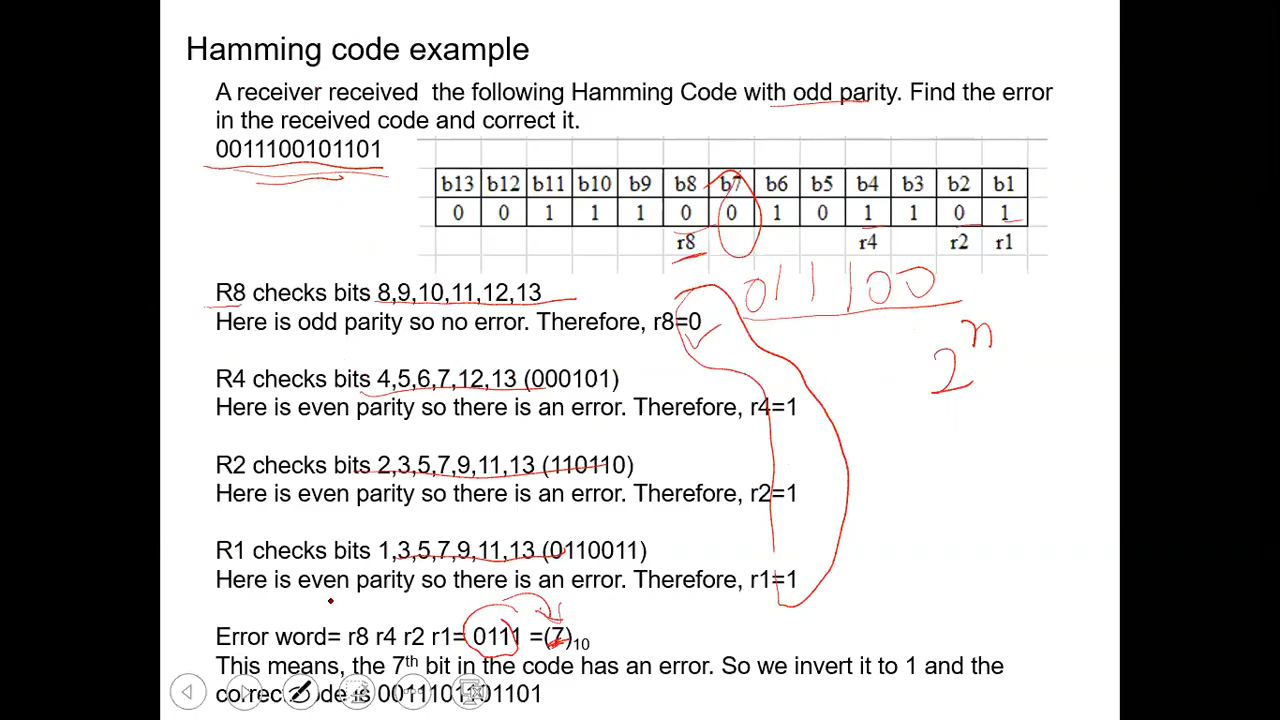 Hamming code example
A receiver received the following Hamming Code with odd parity. Find the error
in the received code and correct it.
0011100101101
b13 b12 b11 b10 b9 b8 b7 b6 b5 b4 b3 b2 b1
0 0 1 1 1 0 0 1 0 1 1 0 1
r8 r4 r2 r1
011100
2^n
R8 checks bits 8,9,10,11,12,13
Here is odd parity so no error. Therefore, r8=0
R4 checks bits 4,5,6,7,12,13 (000101)
Here is even parity so there is an error. Therefore, r4=1
R2 checks bits 2,3,5,7,9,11,13 (110110)
Here is even parity so there is an error. Therefore, r2=1
R1 checks bits 1,3,5,7,9,11,13 (0110011)
Here is even parity so there is an error. Therefore, r1=1
Error word= r8 r4 r2 r1= 0111 =(7)10
This means, the 7th bit in the code has an error. So we invert it to 1 and the
correct code is 0011101101101